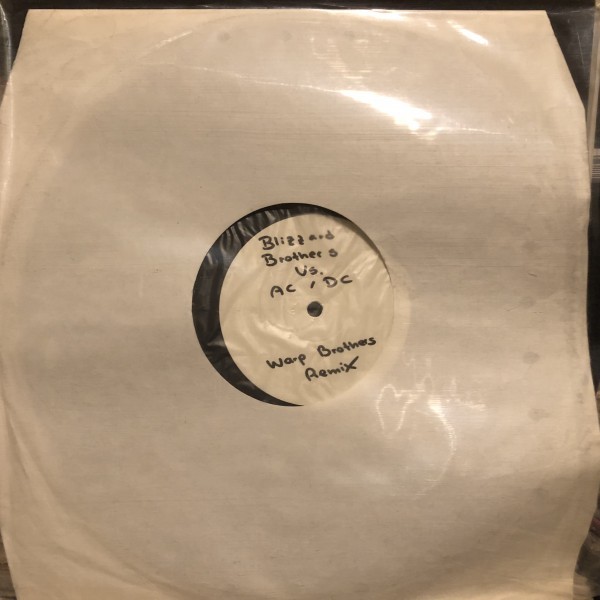 Blizzard
Brothers
Vs.
AC / DC
Warp Brothers
Remix